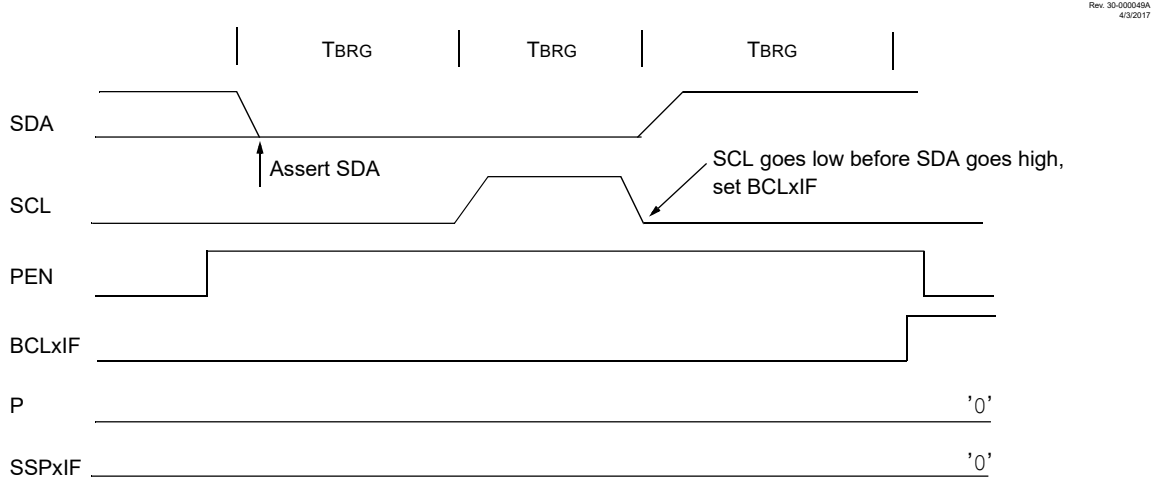 Rev. 30-000049A
4/3/2017
TBRG TBRG TBRG
SDA
Assert SDA
SCL goes low before SDA goes high,
set BCLxIF
SCL
PEN
BCLxIF
P '0'
SSPxIF '0'